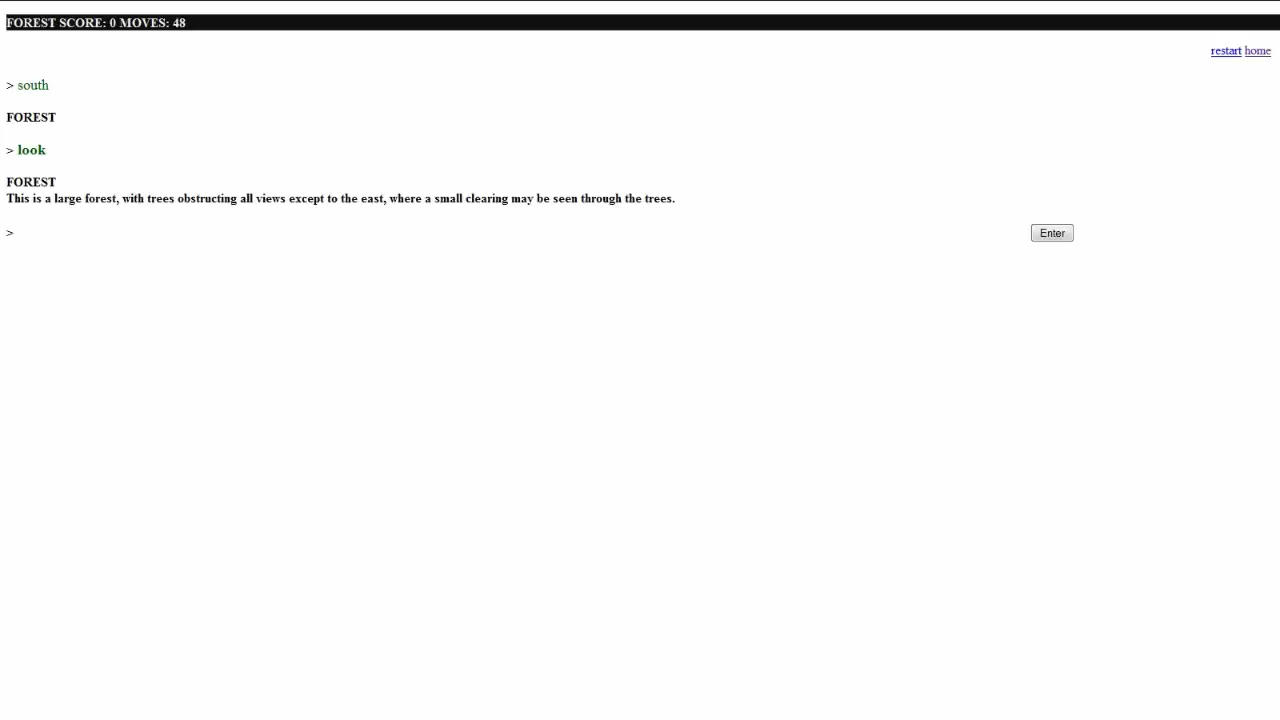 FOREST SCORE: 0 MOVES: 48
restart home
> south
FOREST
> look
FOREST
This is a large forest, with trees obstructing all views except to the east, where a small clearing may be seen through the trees.
> Enter